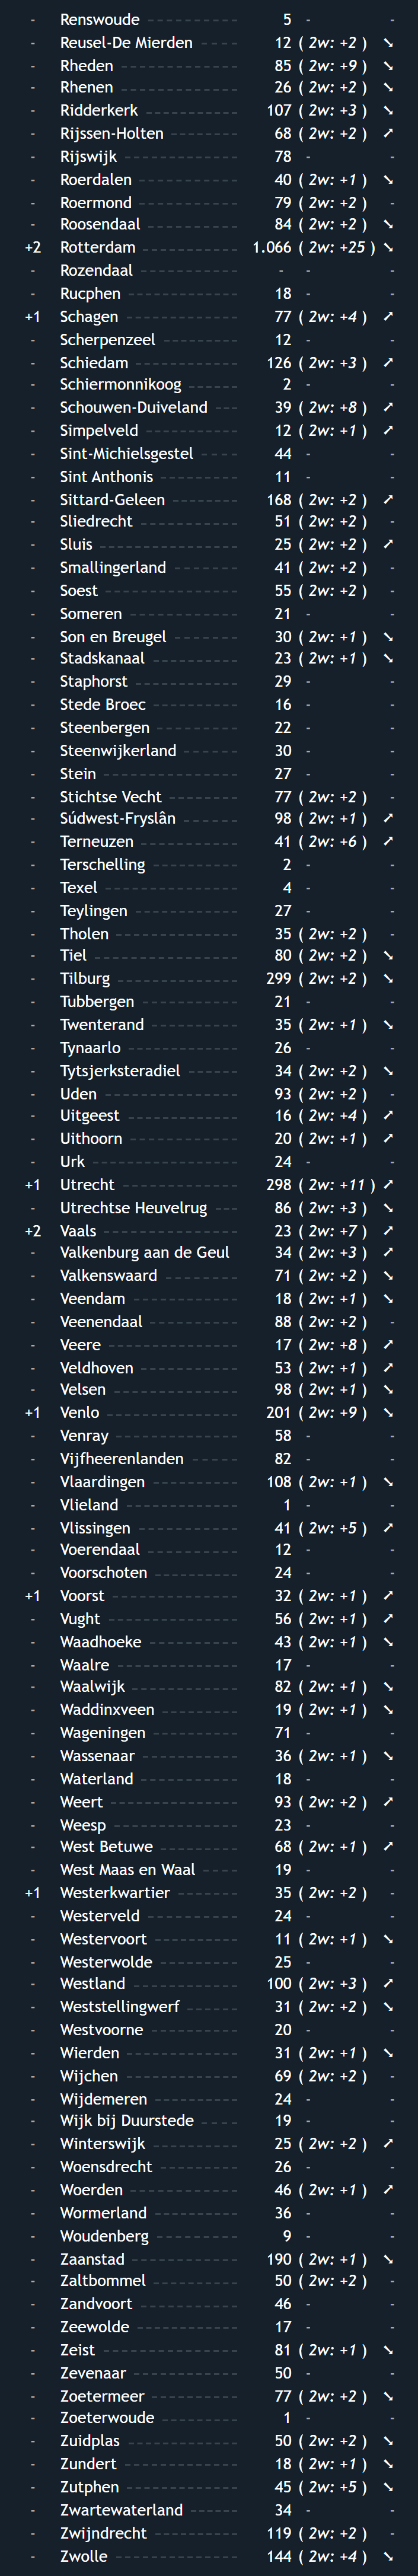 - Renswoude 5 - -
- Reusel-De Mierden 12 ( 2w: +2 ) ➘
- Rheden 85 ( 2w: +9 ) ➘
- Rhenen 26 ( 2w: +2 ) ➘
- Ridderkerk 107 ( 2w: +3 ) ➘
- Rijssen-Holten 68 ( 2w: +2 ) ➚
- Rijswijk 78 - -
- Roerdalen 40 ( 2w: +1 ) ➘
- Roermond 79 ( 2w: +2 ) -
- Roosendaal 84 ( 2w: +2 ) ➘
+2 Rotterdam 1.066 ( 2w: +25 ) ➘
- Rozendaal - - -
- Rucphen 18 - -
+1 Schagen 77 ( 2w: +4 ) ➚
- Scherpenzeel 12 - -
- Schiedam 126 ( 2w: +3 ) ➚
- Schiermonnikoog 2 - -
- Schouwen-Duiveland 39 ( 2w: +8 ) ➚
- Simpelveld 12 ( 2w: +1 ) ➚
- Sint-Michielsgestel 44 - -
- Sint Anthonis 11 - -
- Sittard-Geleen 168 ( 2w: +2 ) ➚
- Sliedrecht 51 ( 2w: +2 ) -
- Sluis 25 ( 2w: +2 ) ➚
- Smallingerland 41 ( 2w: +2 ) -
- Soest 55 ( 2w: +2 ) -
- Someren 21 - -
- Son en Breugel 30 ( 2w: +1 ) ➘
- Stadskanaal 23 ( 2w: +1 ) ➘
- Staphorst 29 - -
- Stede Broec 16 - -
- Steenbergen 22 - -
- Steenwijkerland 30 - -
- Stein 27 - -
- Stichtse Vecht 77 ( 2w: +2 ) -
- Súdwest-Fryslân 98 ( 2w: +1 ) ➚
- Terneuzen 41 ( 2w: +6 ) ➚
- Terschelling 2 - -
- Texel 4 - -
- Teylingen 27 - -
- Tholen 35 ( 2w: +2 ) -
- Tiel 80 ( 2w: +2 ) ➘
- Tilburg 299 ( 2w: +2 ) ➘
- Tubbergen 21 - -
- Twenterand 35 ( 2w: +1 ) ➘
- Tynaarlo 26 - -
- Tytsjerksteradiel 34 ( 2w: +2 ) ➘
- Uden 93 ( 2w: +2 ) -
- Uitgeest 16 ( 2w: +4 ) ➚
- Uithoorn 20 ( 2w: +1 ) ➚
- Urk 24 - -
+1 Utrecht 298 ( 2w: +11 ) ➚
- Utrechtse Heuvelrug 86 ( 2w: +3 ) ➘
+2 Vaals 23 ( 2w: +7 ) ➚
- Valkenburg aan de Geul 34 ( 2w: +3 ) ➚
- Valkenswaard 71 ( 2w: +2 ) ➘
- Veendam 18 ( 2w: +1 ) ➘
- Veenendaal 88 ( 2w: +2 ) -
- Veere 17 ( 2w: +8 ) ➚
- Veldhoven 53 ( 2w: +1 ) ➚
- Velsen 98 ( 2w: +1 ) ➘
+1 Venlo 201 ( 2w: +9 ) ➘
- Venray 58 - -
- Vijfheerenlanden 82 - -
- Vlaardingen 108 ( 2w: +1 ) ➘
- Vlieland 1 - -
- Vlissingen 41 ( 2w: +5 ) ➚
- Voerendaal 12 - -
- Voorschoten 24 - -
+1 Voorst 32 ( 2w: +1 ) ➚
- Vught 56 ( 2w: +1 ) ➚
- Waadhoeke 43 ( 2w: +1 ) ➘
- Waalre 17 - -
- Waalwijk 82 ( 2w: +1 ) ➘
- Waddinxveen 19 ( 2w: +1 ) ➘
- Wageningen 71 - -
- Wassenaar 36 ( 2w: +1 ) ➘
- Waterland 18 - -
- Weert 93 ( 2w: +2 ) ➚
- Weesp 23 - -
- West Betuwe 68 ( 2w: +1 ) ➚
- West Maas en Waal 19 - -
+1 Westerkwartier 35 ( 2w: +2 ) -
- Westerveld 24 - -
- Westervoort 11 ( 2w: +1 ) ➘
- Westerwolde 25 - -
- Westland 100 ( 2w: +3 ) ➚
- Weststellingwerf 31 ( 2w: +2 ) ➘
- Westvoorne 20 - -
- Wierden 31 ( 2w: +1 ) ➘
- Wijchen 69 ( 2w: +2 ) -
- Wijdemeren 24 - -
- Wijk bij Duurstede 19 - -
- Winterswijk 25 ( 2w: +2 ) ➚
- Woensdrecht 26 - -
- Woerden 46 ( 2w: +1 ) ➚
- Wormerland 36 - -
- Woudenberg 9 - -
- Zaanstad 190 ( 2w: +1 ) ➘
- Zaltbommel 50 ( 2w: +2 ) -
- Zandvoort 46 - -
- Zeewolde 17 - -
- Zeist 81 ( 2w: +1 ) ➘
- Zevenaar 50 - -
- Zoetermeer 77 ( 2w: +2 ) ➘
- Zoeterwoude 1 - -
- Zuidplas 50 ( 2w: +2 ) ➘
- Zundert 18 ( 2w: +1 ) ➘
- Zutphen 45 ( 2w: +5 ) ➘
- Zwartewaterland 34 - -
- Zwijndrecht 119 ( 2w: +2 ) -
- Zwolle 144 ( 2w: +4 ) ➘